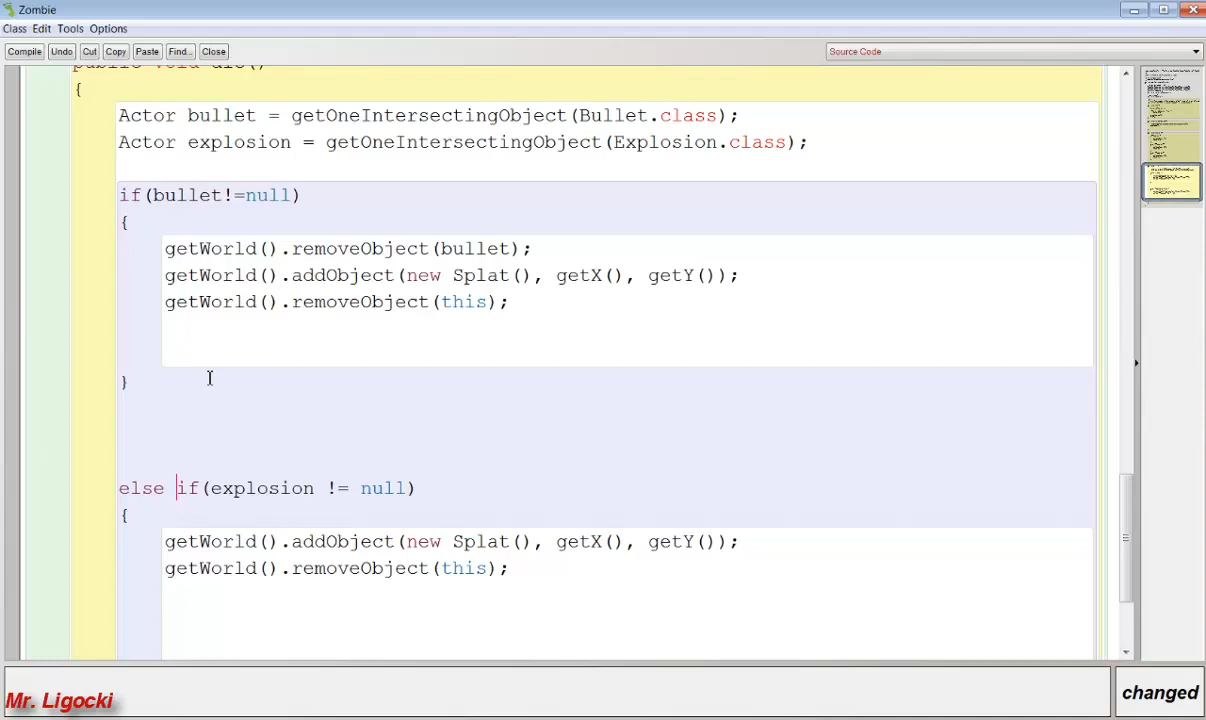 Zombie
Class Edit Tools Options
Compile Undo Cut Copy Paste Find... Close Source Code
public void die()
{
Actor bullet = getOneIntersectingObject(Bullet.class);
Actor explosion = getOneIntersectingObject(Explosion.class);
if(bullet!=null)
{
getWorld().removeObject(bullet);
getWorld().addObject(new Splat(), getX(), getY());
getWorld().removeObject(this);
}
else if(explosion != null)
{
getWorld().addObject(new Splat(), getX(), getY());
getWorld().removeObject(this);
Mr. Ligocki
changed